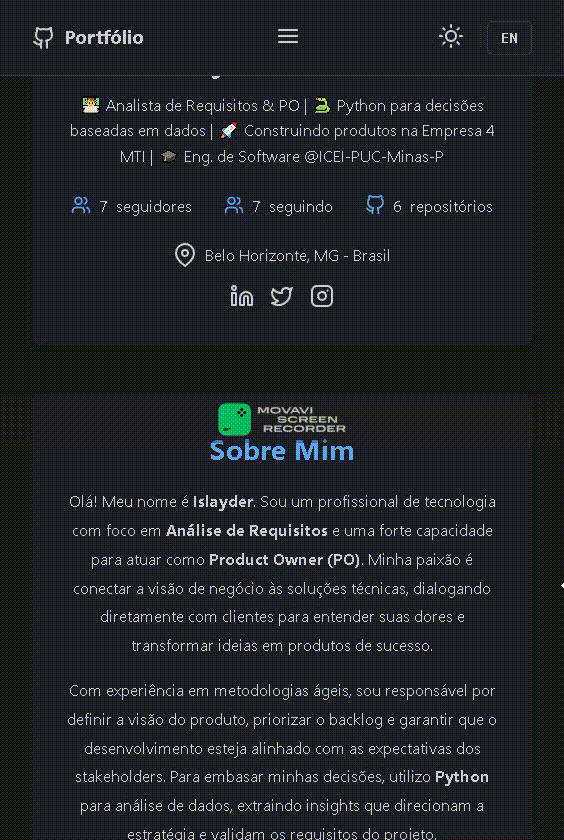 Portfólio
EN
Analista de Requisitos & PO | Python para decisões
baseadas em dados | Construindo produtos na Empresa 4
MTI | Eng. de Software @ICEI-PUC-Minas-P
7 seguidores 7 seguindo 6 repositórios
Belo Horizonte, MG - Brasil
MOVAVI
SCREEN
RECORDER
Sobre Mim
Olá! Meu nome é Islayder. Sou um profissional de tecnologia
com foco em Análise de Requisitos e uma forte capacidade
para atuar como Product Owner (PO). Minha paixão é
conectar a visão de negócio às soluções técnicas, dialogando
diretamente com clientes para entender suas dores e
transformar ideias em produtos de sucesso.
Com experiência em metodologias ágeis, sou responsável por
definir a visão do produto, priorizar o backlog e garantir que o
desenvolvimento esteja alinhado com as expectativas dos
stakeholders. Para embasar minhas decisões, utilizo Python
para análise de dados, extraindo insights que direcionam a
estratégia e validam os requisitos do projeto.